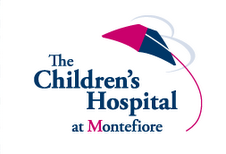 The
Children's
Hospital
at Montefiore